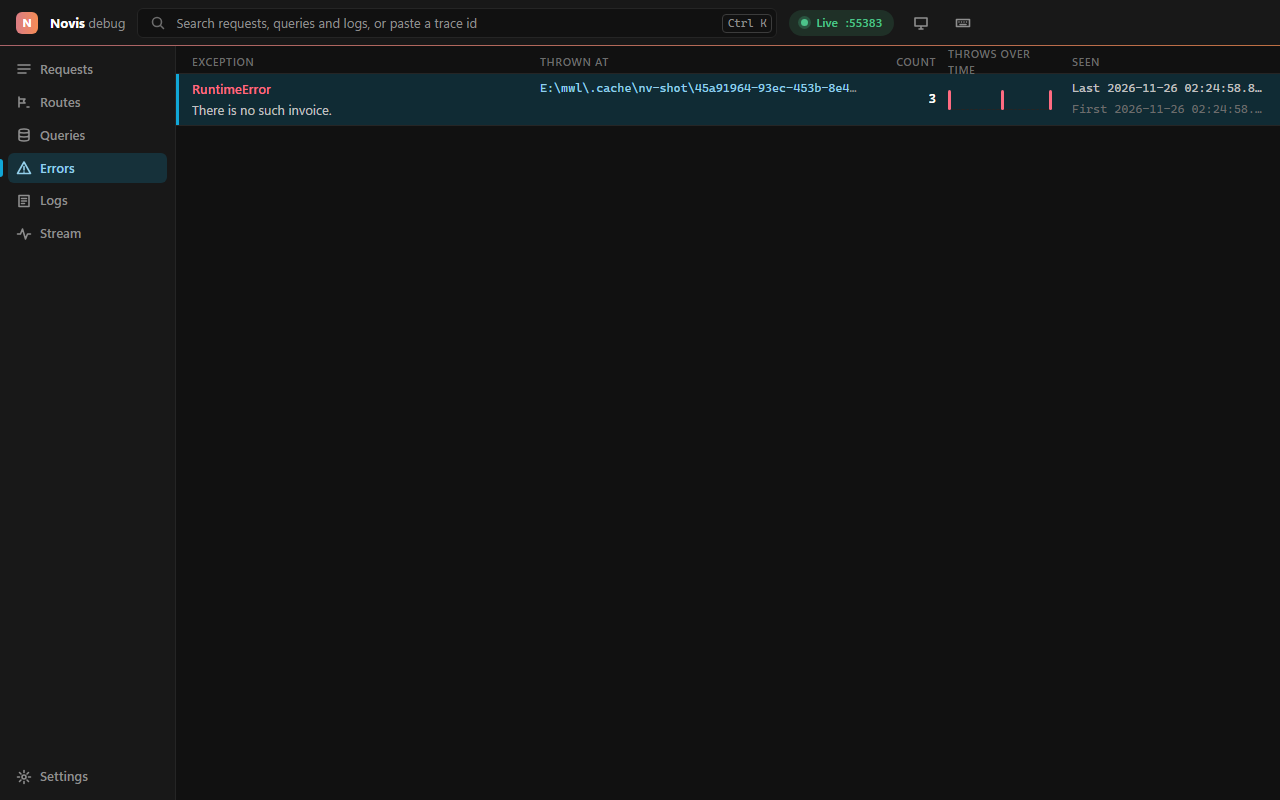 N Novis debug
Search requests, queries and logs, or paste a trace id
Ctrl K
Live :55383
Requests
Routes
Queries
Errors
Logs
Stream
Settings
EXCEPTION
THROWN AT
COUNT
THROWS OVER TIME
SEEN
RuntimeError
There is no such invoice.
E:\mwl\.cache\nv-shot\45a91964-93ec-453b-8e4…
3
Last 2026-11-26 02:24:58.8…
First 2026-11-26 02:24:58.…